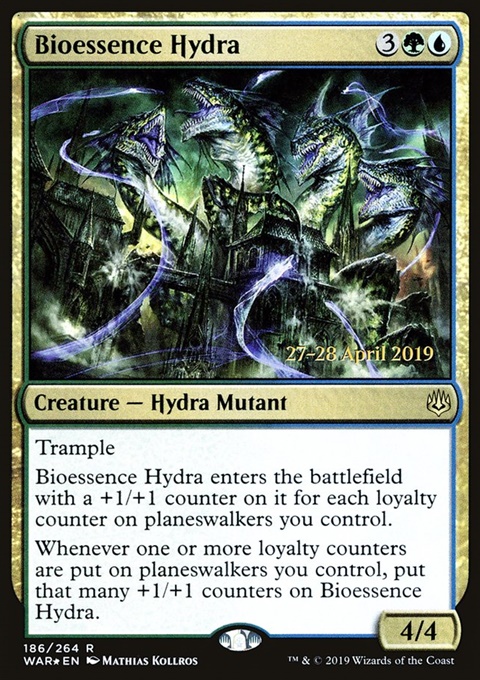 Bioessence Hydra 3
27–28 April 2019
Creature — Hydra Mutant
Trample
Bioessence Hydra enters the battlefield
with a +1/+1 counter on it for each loyalty
counter on planeswalkers you control.
Whenever one or more loyalty counters
are put on planeswalkers you control, put
that many +1/+1 counters on Bioessence
Hydra.
4/4
186/264 R
WAR★EN Mathias Kollros
™ & © 2019 Wizards of the Coast